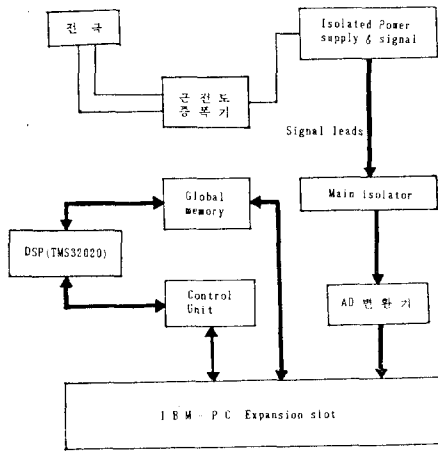 전 극
Isolated Power
supply & signal
근 전 도
증 폭 기
Signal leads
Global
memory
Main isolator
DSP(TMS32020)
Control
Unit
AD 변 환 기
I B M - P C Expansion slot